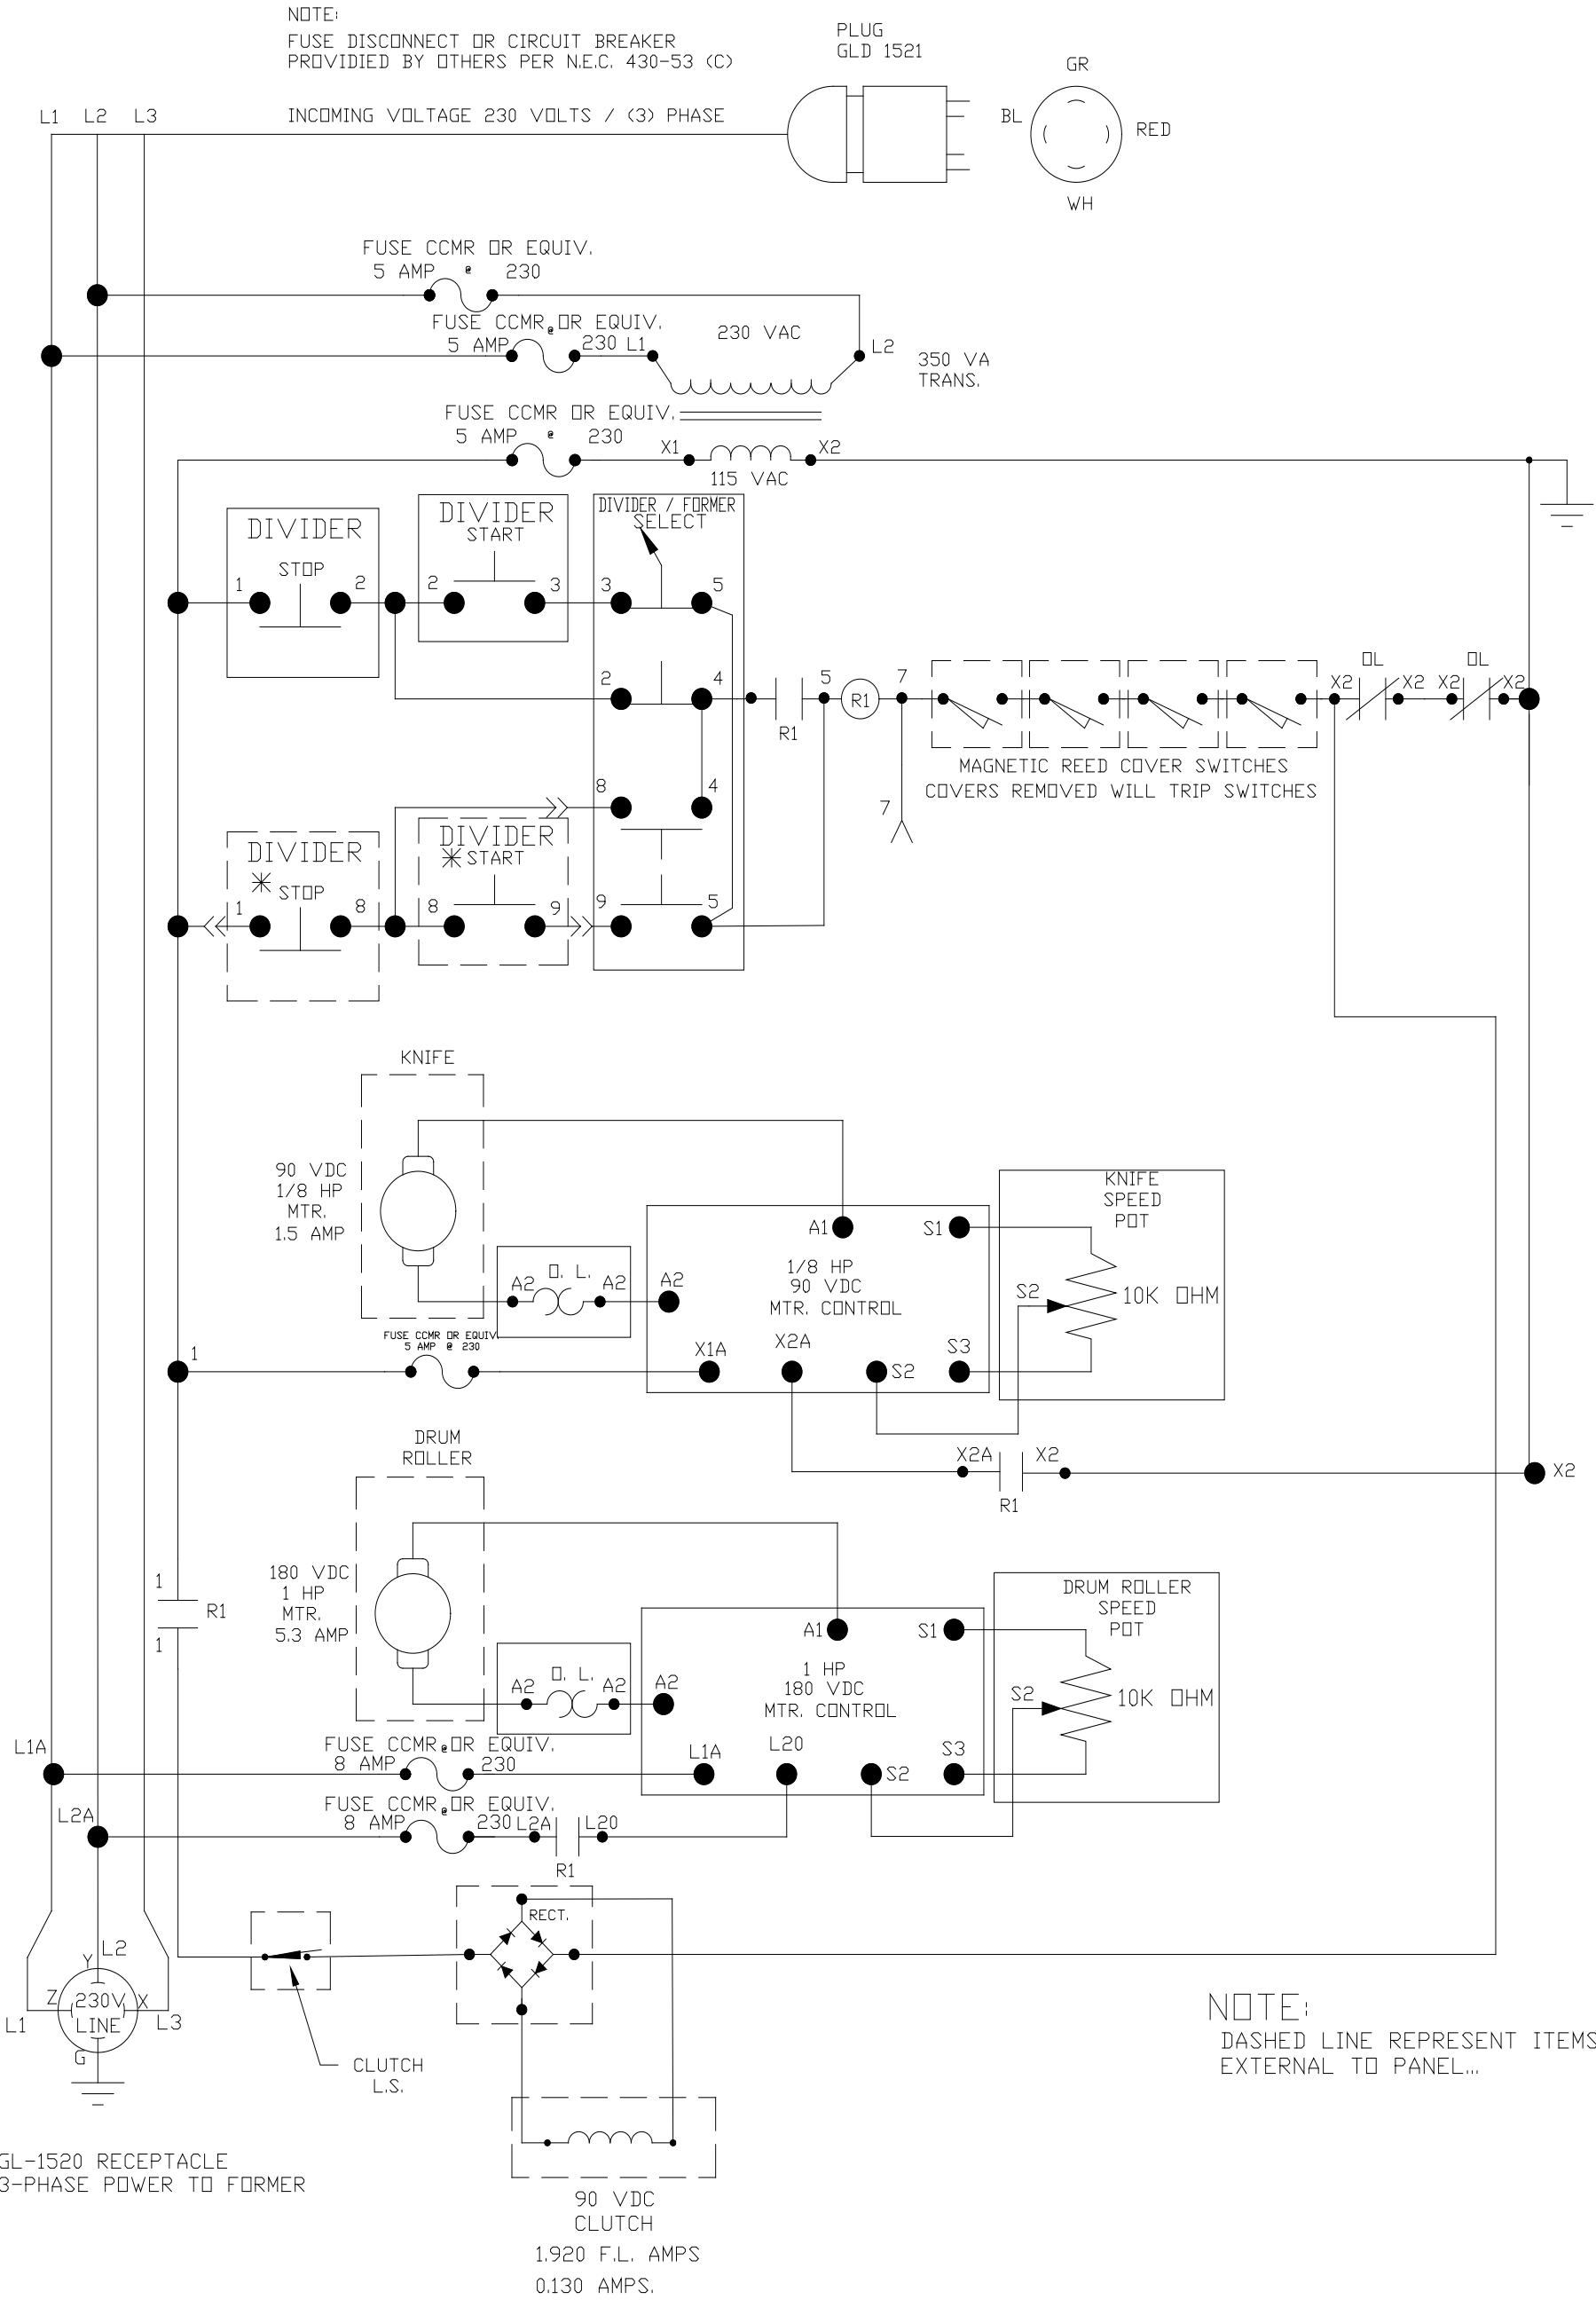 NOTE:
FUSE DISCONNECT OR CIRCUIT BREAKER
PROVIDIED BY OTHERS PER N.E.C. 430-53 (C)
PLUG
GLD 1521
GR
BL
RED
WH
L1 L2 L3
INCOMING VOLTAGE 230 VOLTS / (3) PHASE
FUSE CCMR OR EQUIV.
5 AMP @ 230
FUSE CCMR OR EQUIV.
5 AMP @ 230 L1
230 VAC
L2
350 VA
TRANS.
FUSE CCMR OR EQUIV.
5 AMP @ 230
X1 X2
115 VAC
DIVIDER
STOP
1 2
DIVIDER
START
2 3
DIVIDER / FORMER
SELECT
3 5
2 4
8 4
9 5
R1
5
R1
7
7
X2 OL X2
X2 OL X2
MAGNETIC REED COVER SWITCHES
COVERS REMOVED WILL TRIP SWITCHES
DIVIDER
* STOP
1 8
DIVIDER
* START
8 9
KNIFE
90 VDC
1/8 HP
MTR.
1.5 AMP
O. L.
A2 A2
A2
A1
S1
1/8 HP
90 VDC
MTR. CONTROL
X1A X2A S2 S3
KNIFE
SPEED
POT
S2
10K OHM
FUSE CCMR OR EQUIV.
5 AMP @ 230
1
X2A X2
R1
X2
DRUM
ROLLER
180 VDC
1 HP
MTR.
5.3 AMP
1
R1
1
O. L.
A2 A2
A2
A1
S1
1 HP
180 VDC
MTR. CONTROL
L1A L20 S2 S3
DRUM ROLLER
SPEED
POT
S2
10K OHM
L1A
FUSE CCMR OR EQUIV.
8 AMP @ 230
L2A
FUSE CCMR OR EQUIV.
8 AMP @ 230 L2A L20
R1
RECT.
CLUTCH
L.S.
Y L2
Z 230V X
LINE
L1 L3
G
NOTE:
DASHED LINE REPRESENT ITEMS
EXTERNAL TO PANEL...
GL-1520 RECEPTACLE
3-PHASE POWER TO FORMER
90 VDC
CLUTCH
1.920 F.L. AMPS
0.130 AMPS.